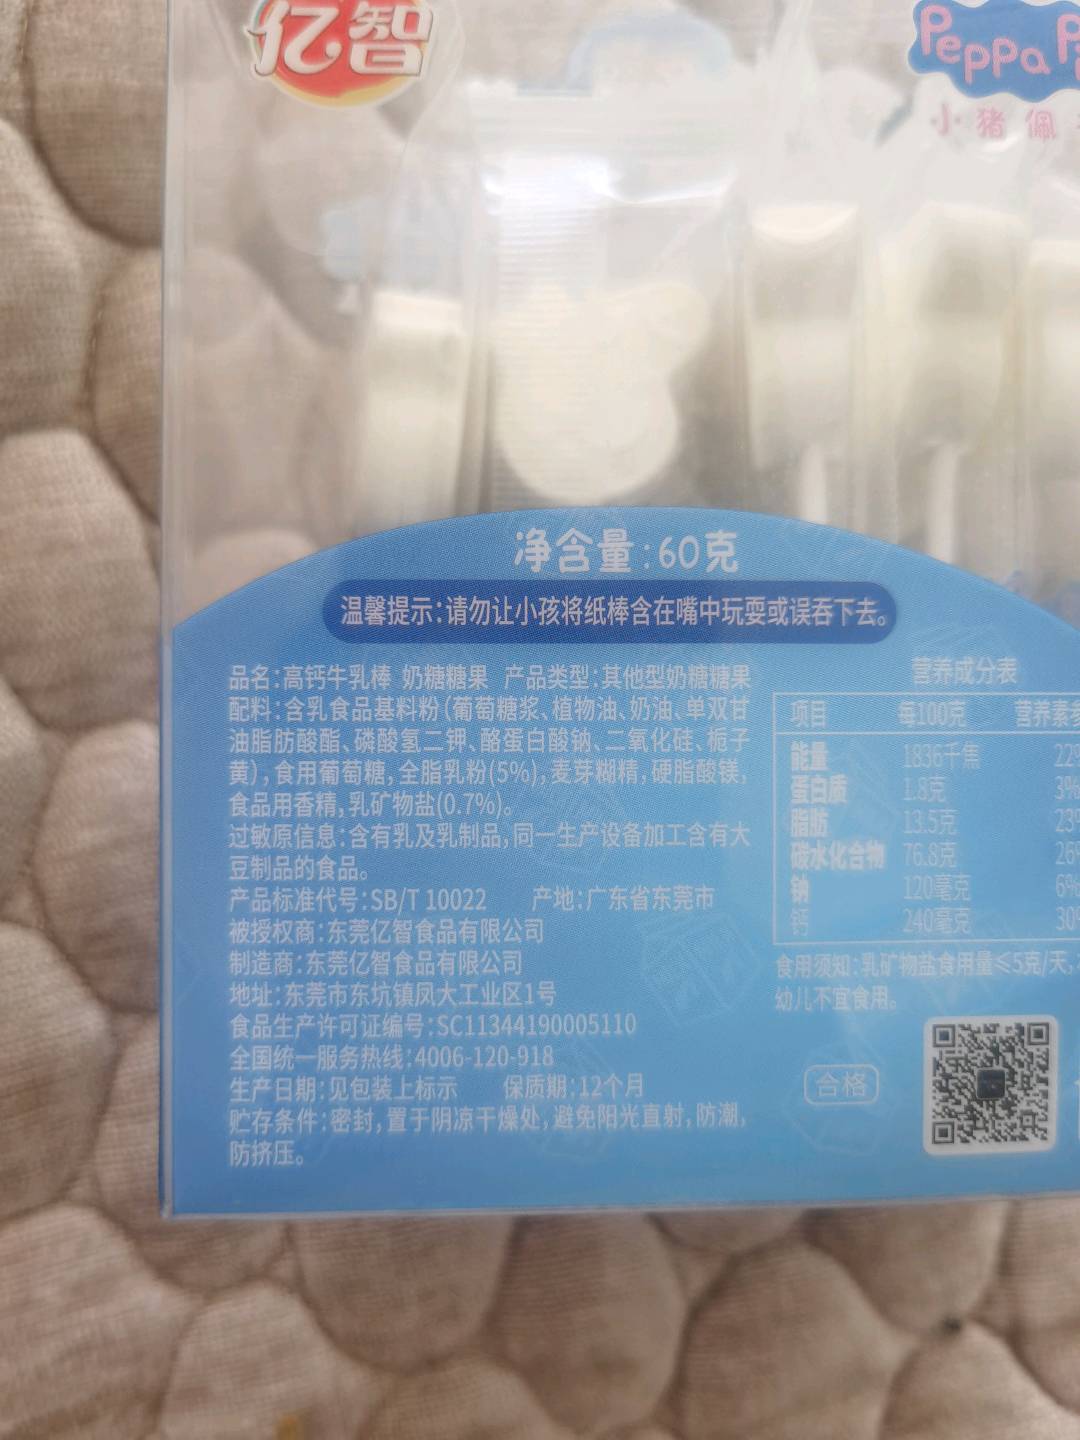 亿智
Peppa P
小猪佩
净含量:60克
温馨提示:请勿让小孩将纸棒含在嘴中玩耍或误吞下去。
品名:高钙牛乳棒 奶糖糖果 产品类型:其他型奶糖糖果
配料:含乳食品基料粉(葡萄糖浆、植物油、奶油、单双甘
油脂肪酸酯、磷酸氢二钾、酪蛋白酸钠、二氧化硅、栀子
黄),食用葡萄糖,全脂乳粉(5%),麦芽糊精,硬脂酸镁,
食品用香精,乳矿物盐(0.7%)。
过敏原信息:含有乳及乳制品,同一生产设备加工含有大
豆制品的食品。
产品标准代号:SB/T 10022 产地:广东省东莞市
被授权商:东莞亿智食品有限公司
制造商:东莞亿智食品有限公司
地址:东莞市东坑镇凤大工业区1号
食品生产许可证编号:SC11344190005110
全国统一服务热线:4006-120-918
生产日期:见包装上标示 保质期:12个月
贮存条件:密封,置于阴凉干燥处,避免阳光直射,防潮,
防挤压。
营养成分表
项目 每100克 营养素参
能量 1836千焦 22%
蛋白质 1.8克 3%
脂肪 13.5克 23%
碳水化合物 76.8克 26%
钠 120毫克 6%
钙 240毫克 30%
食用须知:乳矿物盐食用量≤5克/天,
幼儿不宜食用。
合格